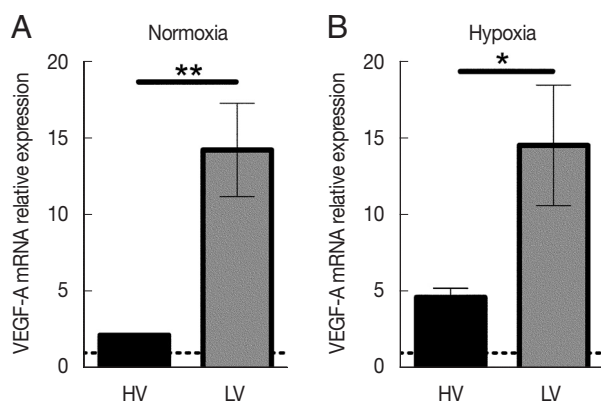 A
Normoxia
VEGF-A mRNA relative expression
20
15
10
5
0
**
HV
LV
B
Hypoxia
VEGF-A mRNA relative expression
20
15
10
5
0
*
HV
LV